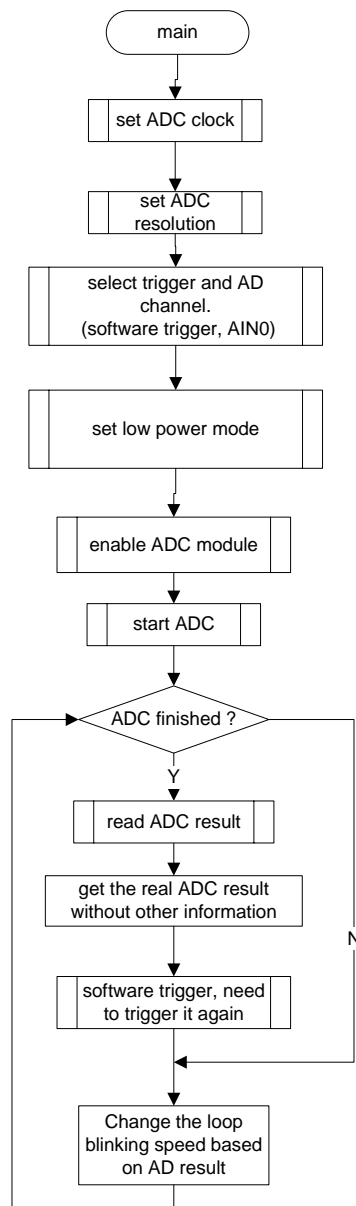 main
set ADC clock
set ADC
resolution
select trigger and AD
channel.
(software trigger, AIN0)
set low power mode
enable ADC module
start ADC
ADC finished ?
Y
read ADC result
get the real ADC result
without other information
N
software trigger, need
to trigger it again
Change the loop
blinking speed based
on AD result